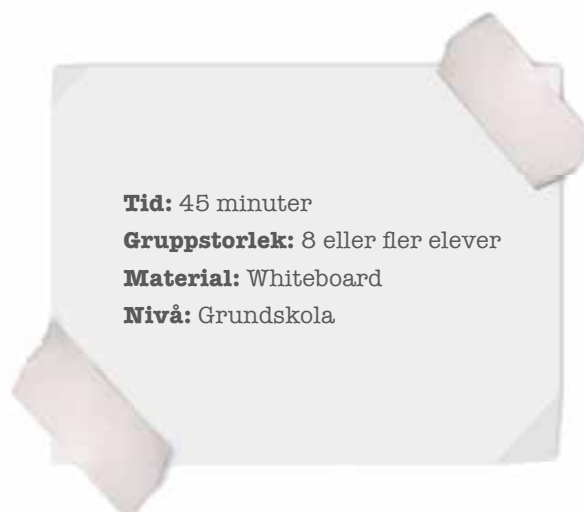 Tid: 45 minuter
Gruppstorlek: 8 eller fler elever
Material: Whiteboard
Nivå: Grundskola